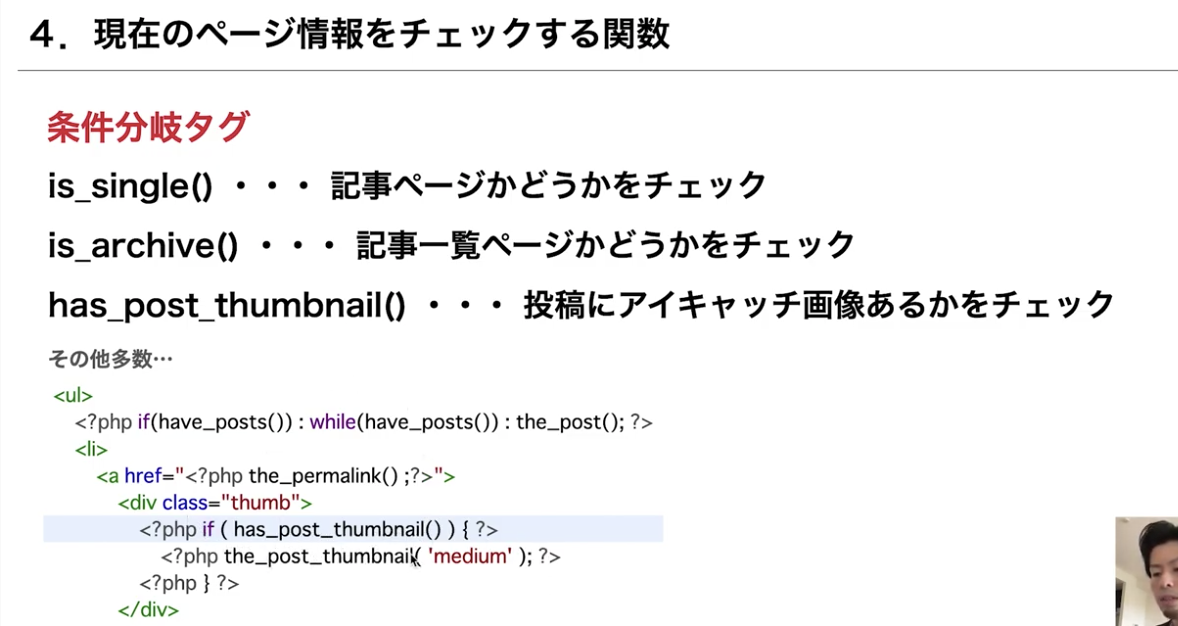 4．現在のページ情報をチェックする関数
条件分岐タグ
is_single() ・・・ 記事ページかどうかをチェック
is_archive() ・・・ 記事一覧ページかどうかをチェック
has_post_thumbnail() ・・・ 投稿にアイキャッチ画像あるかをチェック
その他多数…
<ul>
<?php if(have_posts()) : while(have_posts()) : the_post(); ?>
<li>
<a href="<?php the_permalink() ;?>">
<div class="thumb">
<?php if ( has_post_thumbnail() ) { ?>
<?php the_post_thumbnail( 'medium' ); ?>
<?php } ?>
</div>